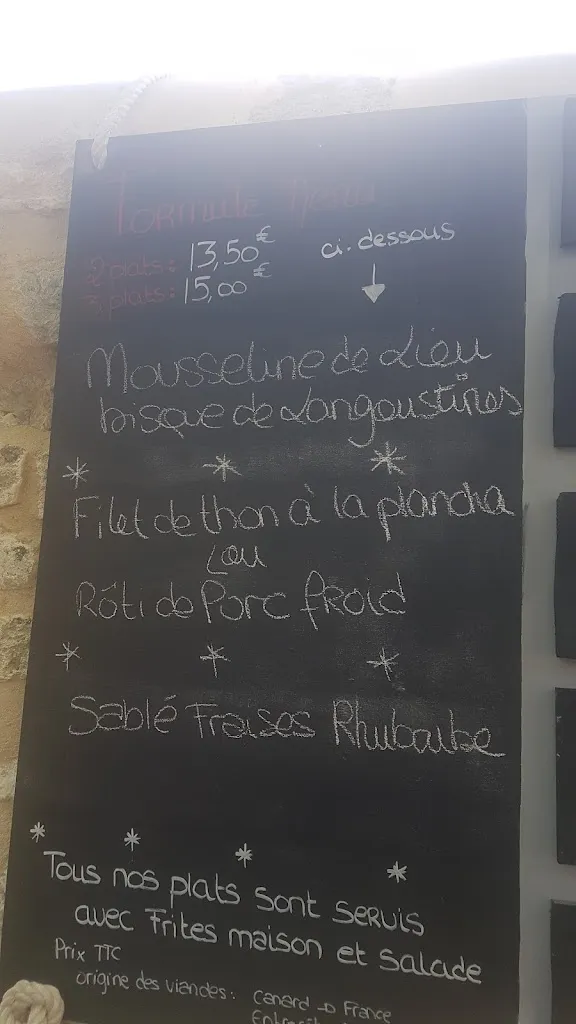 Formule Menu
2 plats: 13,50€ ci.dessous
3 plats: 15,00€
Mousseline de Lieu
bisque de Langoustines
Filet de thon à la plancha
ou
Rôti de Porc froid
Sablé Fraises Rhubarbe
Tous nos plats sont servis
avec Frites maison et salade
Prix TTC
origine des viandes: Canard → France